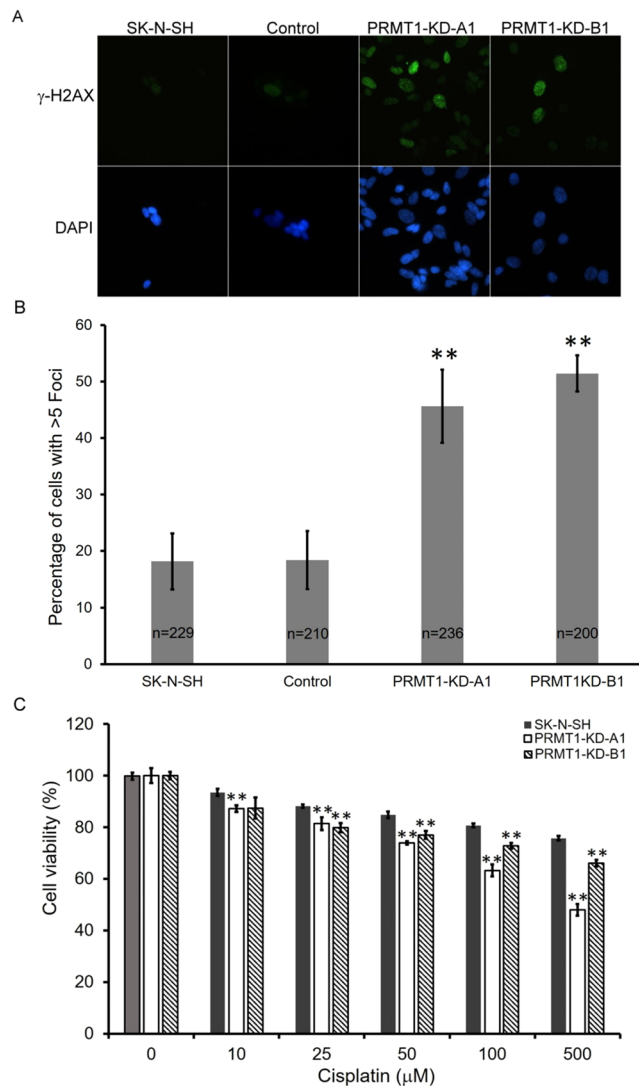 A
SK-N-SH Control PRMT1-KD-A1 PRMT1-KD-B1
γ-H2AX
DAPI
B
Percentage of cells with >5 Foci
60
50
40
30
20
10
0
** **
n=229 n=210 n=236 n=200
SK-N-SH Control PRMT1-KD-A1 PRMT1KD-B1
C
Cell viability (%)
120
100
80
60
40
20
0
SK-N-SH
PRMT1-KD-A1
PRMT1-KD-B1
** ** ** ** ** ** ** ** **
0 10 25 50 100 500
Cisplatin (μM)